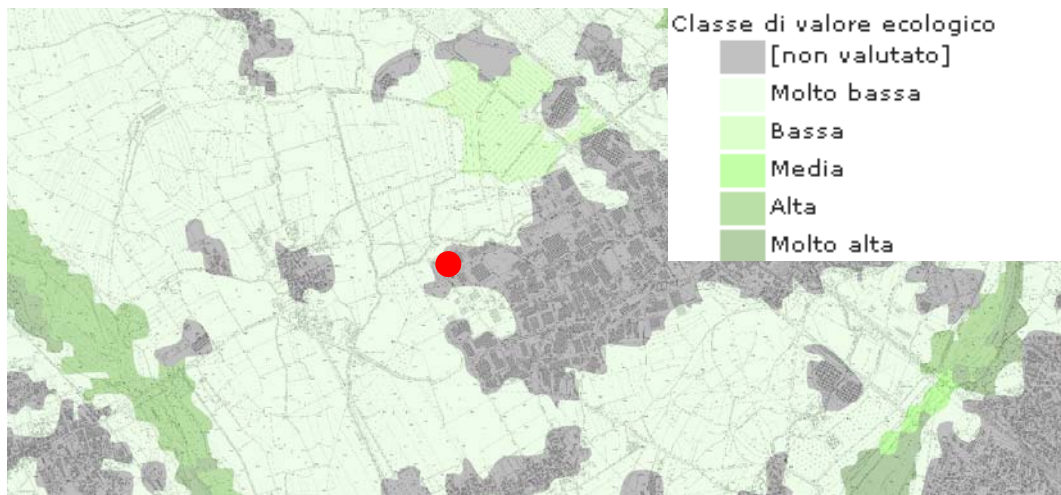 Classe di valore ecologico
[non valutato]
Molto bassa
Bassa
Media
Alta
Molto alta